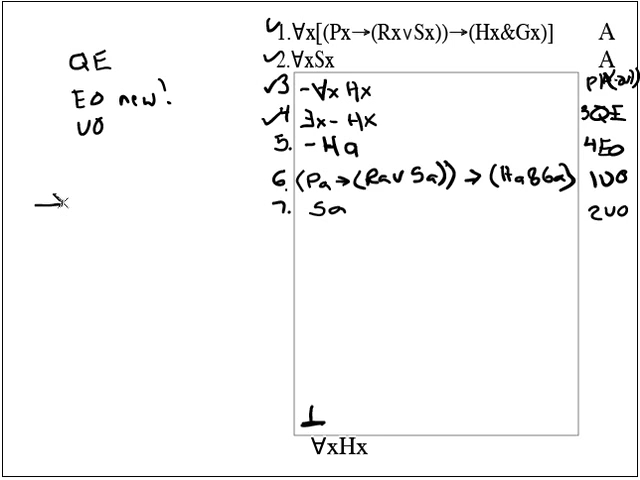 ✓1. ∀x[(Px→(Rx∨Sx))→(Hx&Gx)] A
✓2. ∀xSx A
QE
✓3 -∀x Hx PA(-∀I)
EO new!
✓4 ∃x - Hx 3QE
UO
5. - Ha 4EO
6. (Pa→(Ra∨Sa))→(Ha&Ga) 1UO
→
7. Sa 2UO
⊥
∀xHx